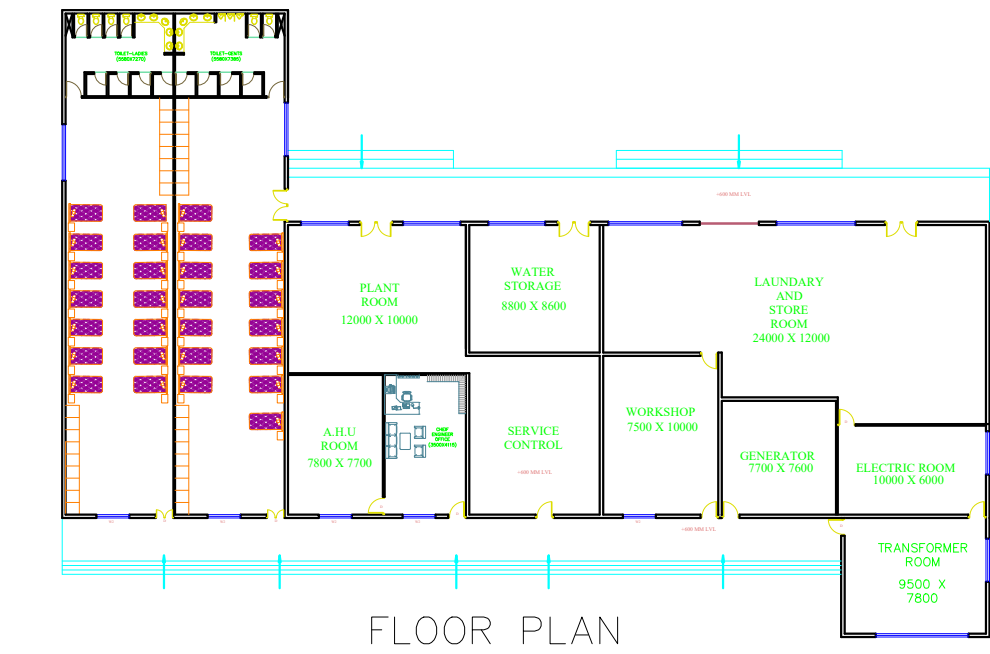 TOILET-LADIES
TOILET-GENTS
+600 MM LVL
PLANT
ROOM
12000 X 10000
WATER
STORAGE
8800 X 8600
LAUNDARY
AND
STORE
ROOM
24000 X 12000
A.H.U
ROOM
7800 X 7700
CHIEF
ENGINEER
OFFICE
SERVICE
CONTROL
+600 MM LVL
WORKSHOP
7500 X 10000
GENERATOR
7700 X 7600
ELECTRIC ROOM
10000 X 6000
+600 MM LVL
TRANSFORMER
ROOM
9500 X
7800
FLOOR PLAN